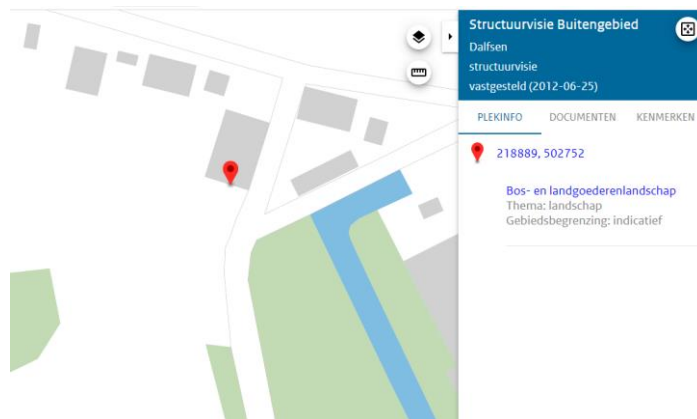 Structuurvisie Buitengebied
Dalfsen
structuurvisie
vastgesteld (2012-06-25)
PLEKINFO DOCUMENTEN KENMERKEN
218889, 502752
Bos- en landgoederenlandschap
Thema: landschap
Gebiedsbegrenzing: indicatief